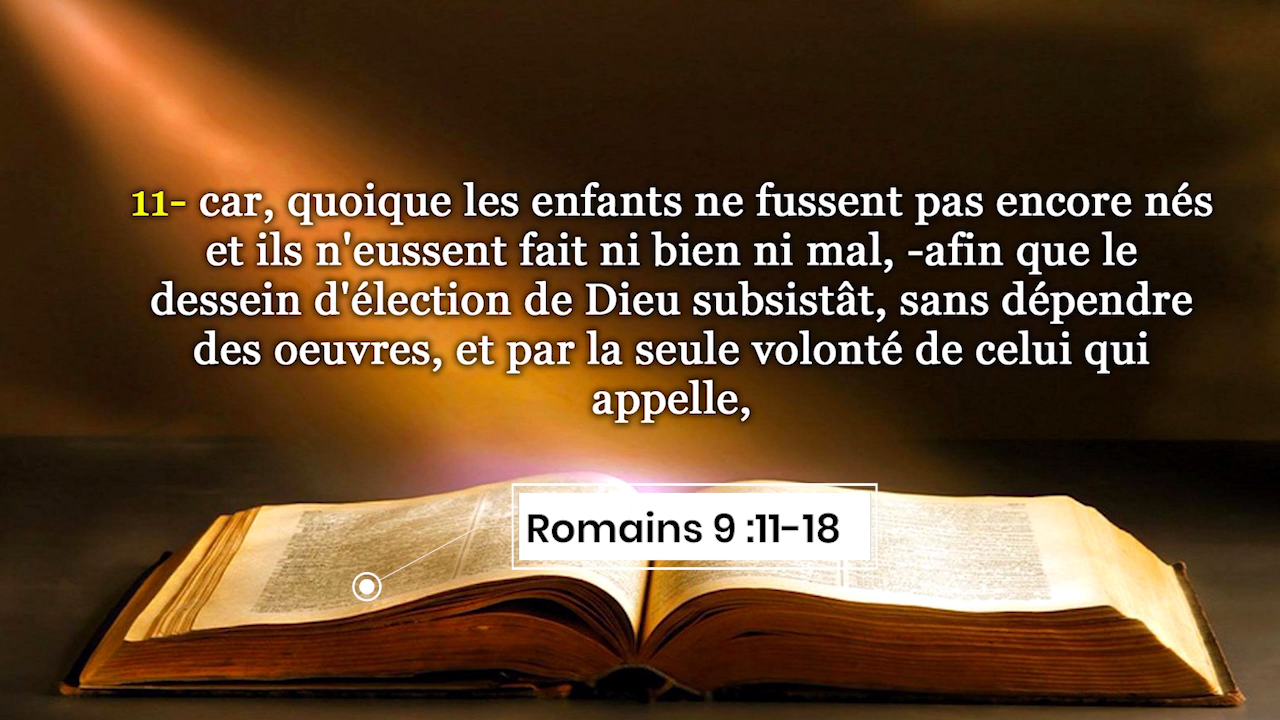 11- car, quoique les enfants ne fussent pas encore nés
et ils n'eussent fait ni bien ni mal, -afin que le
dessein d'élection de Dieu subsistât, sans dépendre
des oeuvres, et par la seule volonté de celui qui
appelle,
Romains 9 :11-18